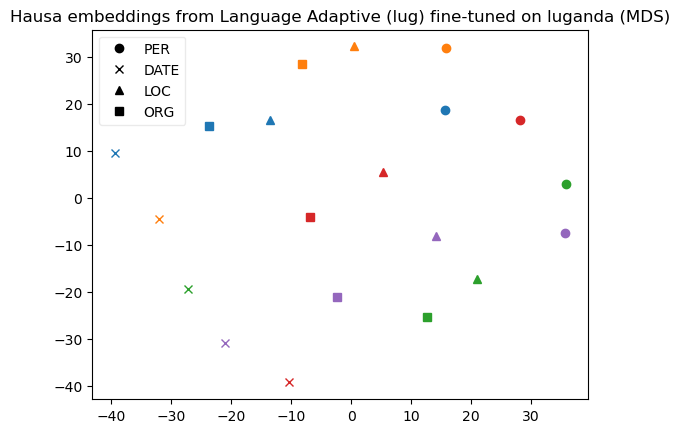 Hausa embeddings from Language Adaptive (lug) fine-tuned on luganda (MDS)
PER
DATE
LOC
ORG
30
20
10
0
−10
−20
−30
−40
−40 −30 −20 −10 0 10 20 30